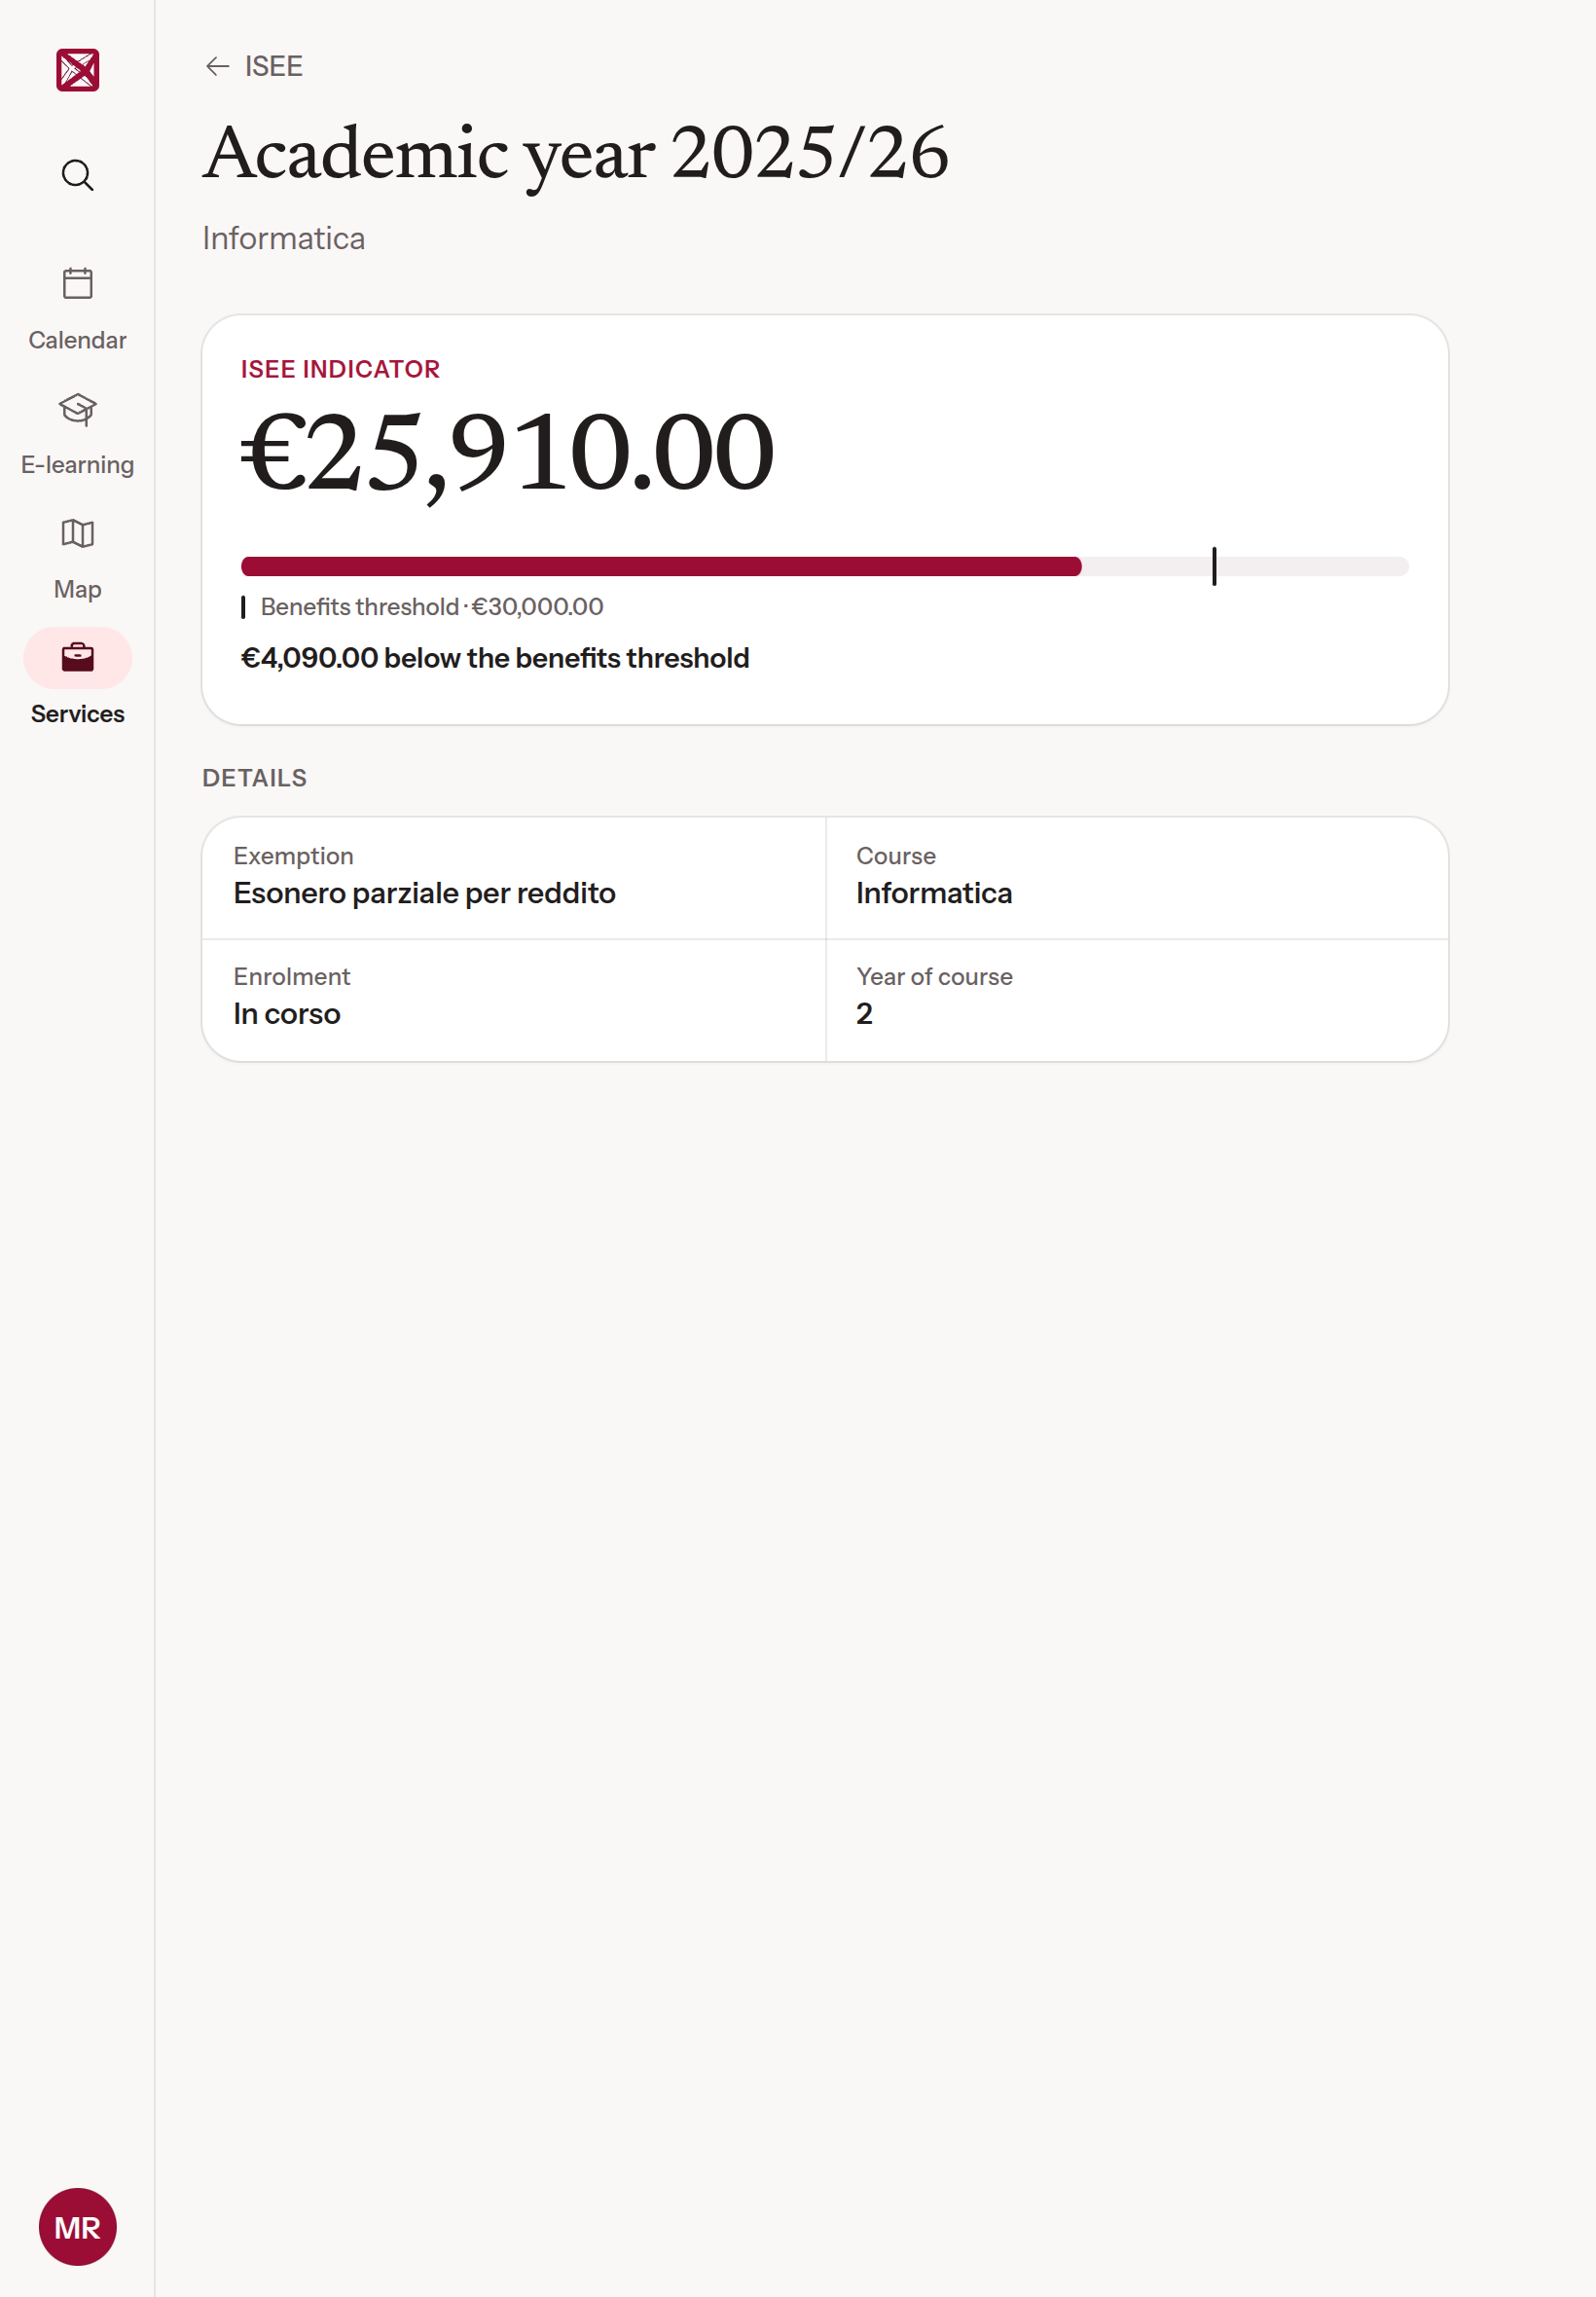 ISEE
Academic year 2025/26
Informatica
Calendar
E-learning
Map
Services
ISEE INDICATOR
€25,910.00
Benefits threshold · €30,000.00
€4,090.00 below the benefits threshold
DETAILS
Exemption
Esonero parziale per reddito
Course
Informatica
Enrolment
In corso
Year of course
2
MR